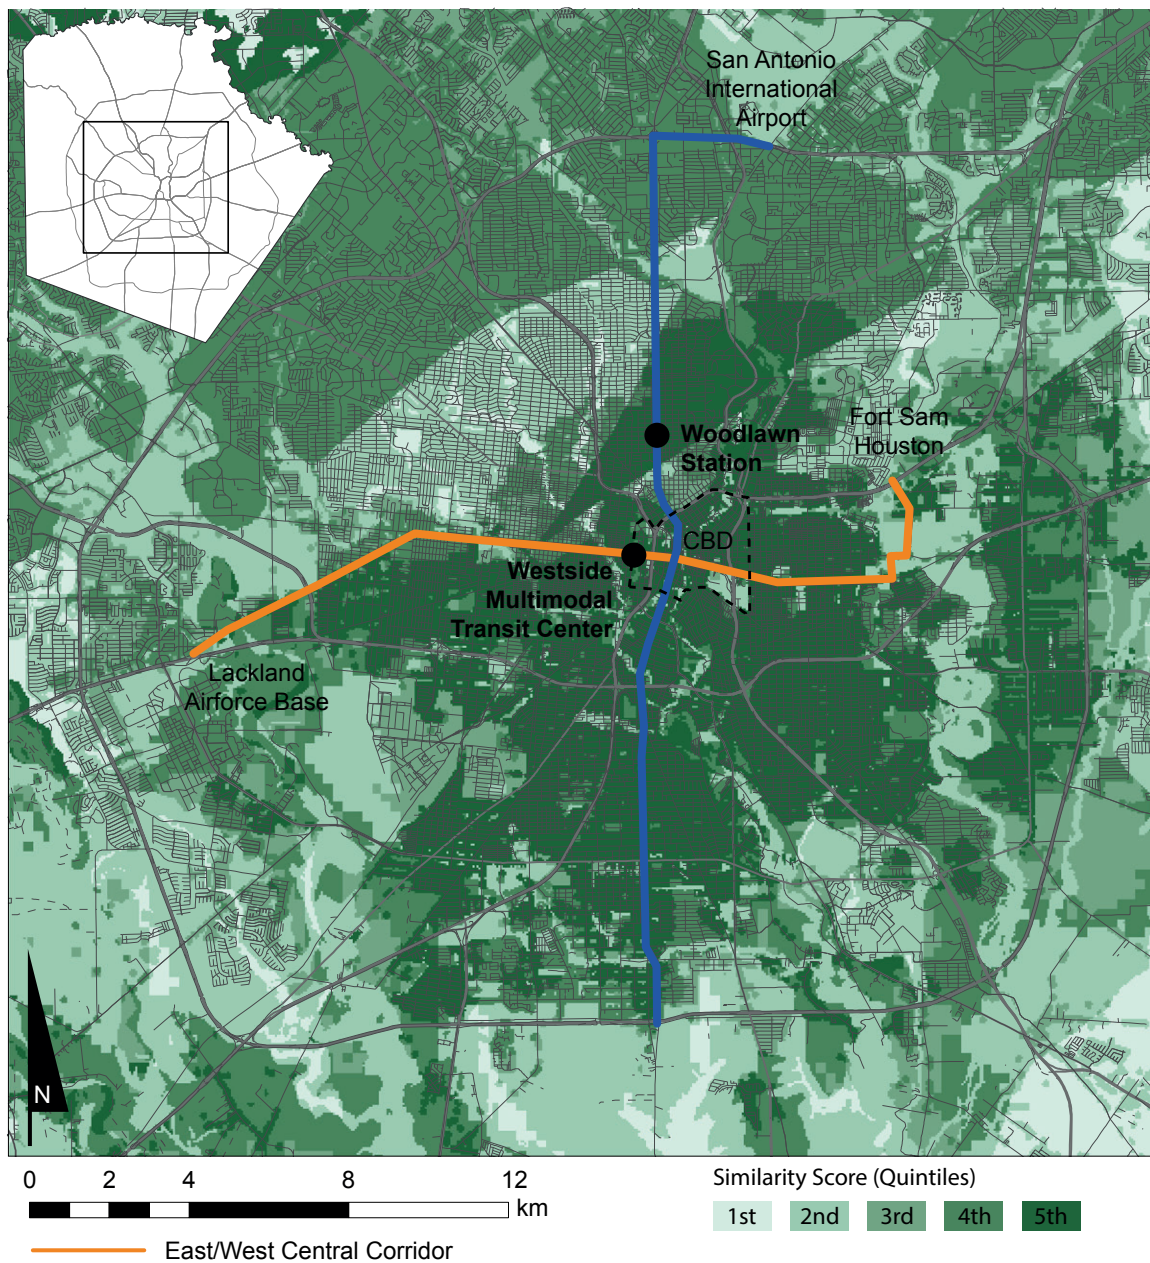 San Antonio
International
Airport
Fort Sam
Houston
Woodlawn
Station
CBD
Westside
Multimodal
Transit Center
Lackland
Airforce Base
N
0 2 4 8 12
km
Similarity Score (Quintiles)
1st 2nd 3rd 4th 5th
East/West Central Corridor